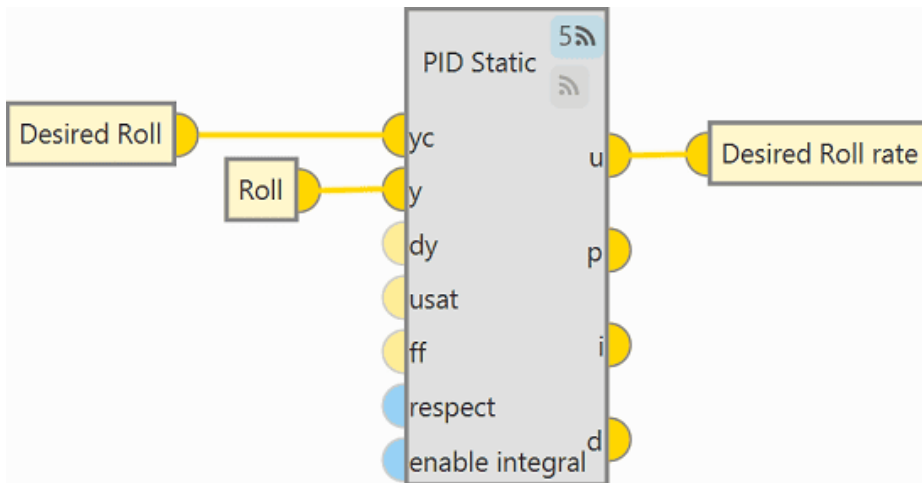 5
PID Static
Desired Roll
yc
Roll
y
u
Desired Roll rate
dy
p
usat
ff
i
respect
d
enable integral